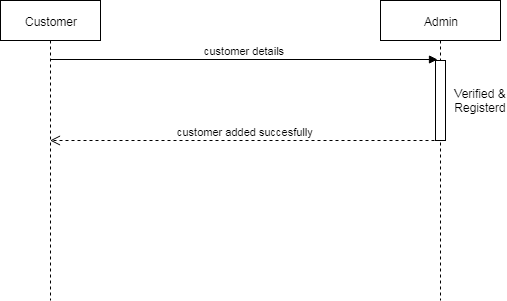 Customer
Admin
customer details
Verified &
Registerd
customer added succesfully